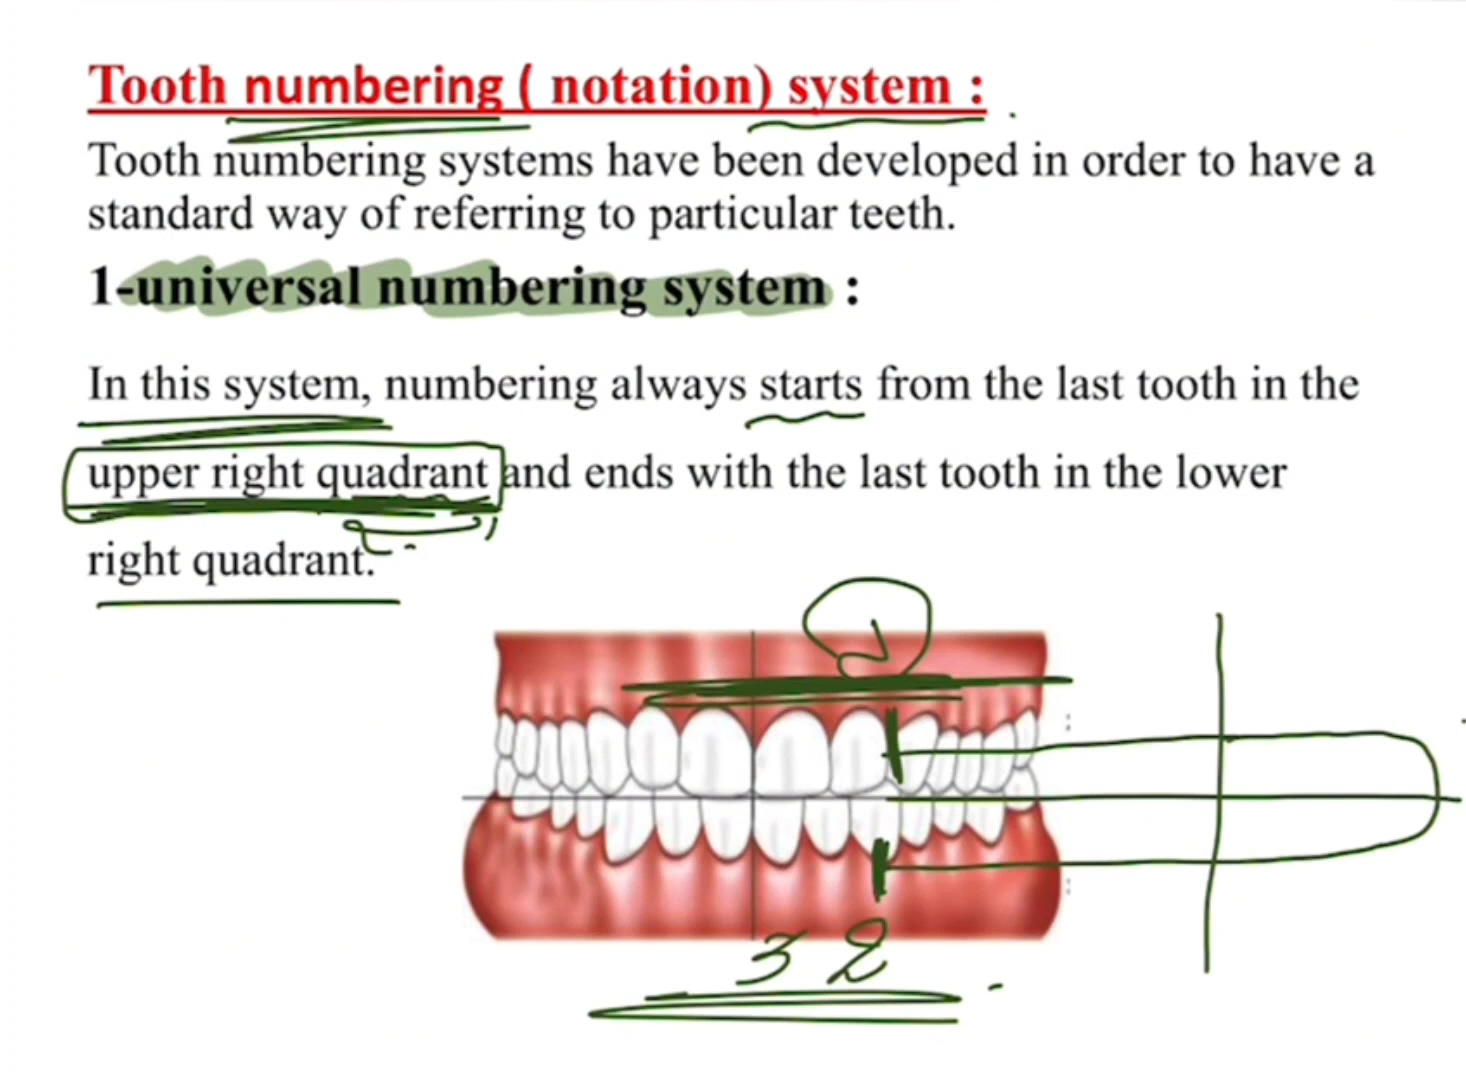 Tooth numbering ( notation) system :
Tooth numbering systems have been developed in order to have a
standard way of referring to particular teeth.
1-universal numbering system :
In this system, numbering always starts from the last tooth in the
upper right quadrant and ends with the last tooth in the lower
right quadrant.
32